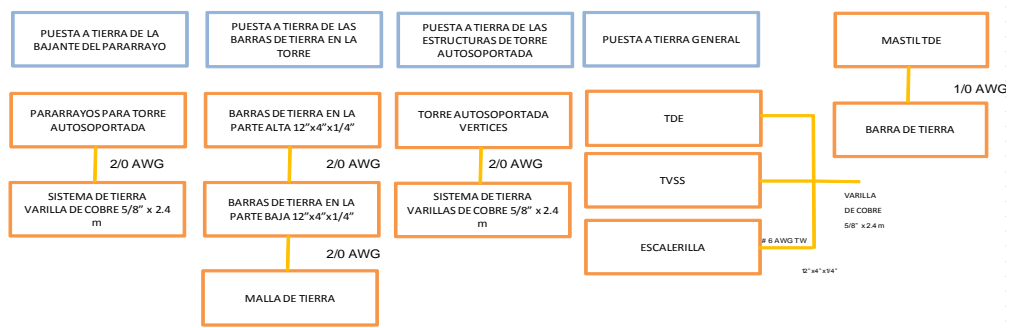 PUESTA A TIERRA DE LA
BAJANTE DEL PARARRAYO
PUESTA A TIERRA DE LAS
BARRAS DE TIERRA EN LA
TORRE
PUESTA A TIERRA DE LAS
ESTRUCTURAS DE TORRE
AUTOSOPORTADA
PUESTA A TIERRA GENERAL
MASTIL TDE
1/0 AWG
BARRA DE TIERRA
PARARRAYOS PARA TORRE
AUTOSOPORTADA
2/0 AWG
SISTEMA DE TIERRA
VARILLA DE COBRE 5/8" x 2.4
m
BARRAS DE TIERRA EN LA
PARTE ALTA 12"x4"x1/4"
2/0 AWG
BARRAS DE TIERRA EN LA
PARTE BAJA 12"x4"x1/4"
2/0 AWG
MALLA DE TIERRA
TORRE AUTOSOPORTADA
VERTICES
2/0 AWG
SISTEMA DE TIERRA
VARILLAS DE COBRE 5/8" x 2.4
m
TDE
TVSS
ESCALERILLA
# 6 AWG TW
12" x4" x1/4"
VARILLA
DE COBRE
5/8" x 2.4 m